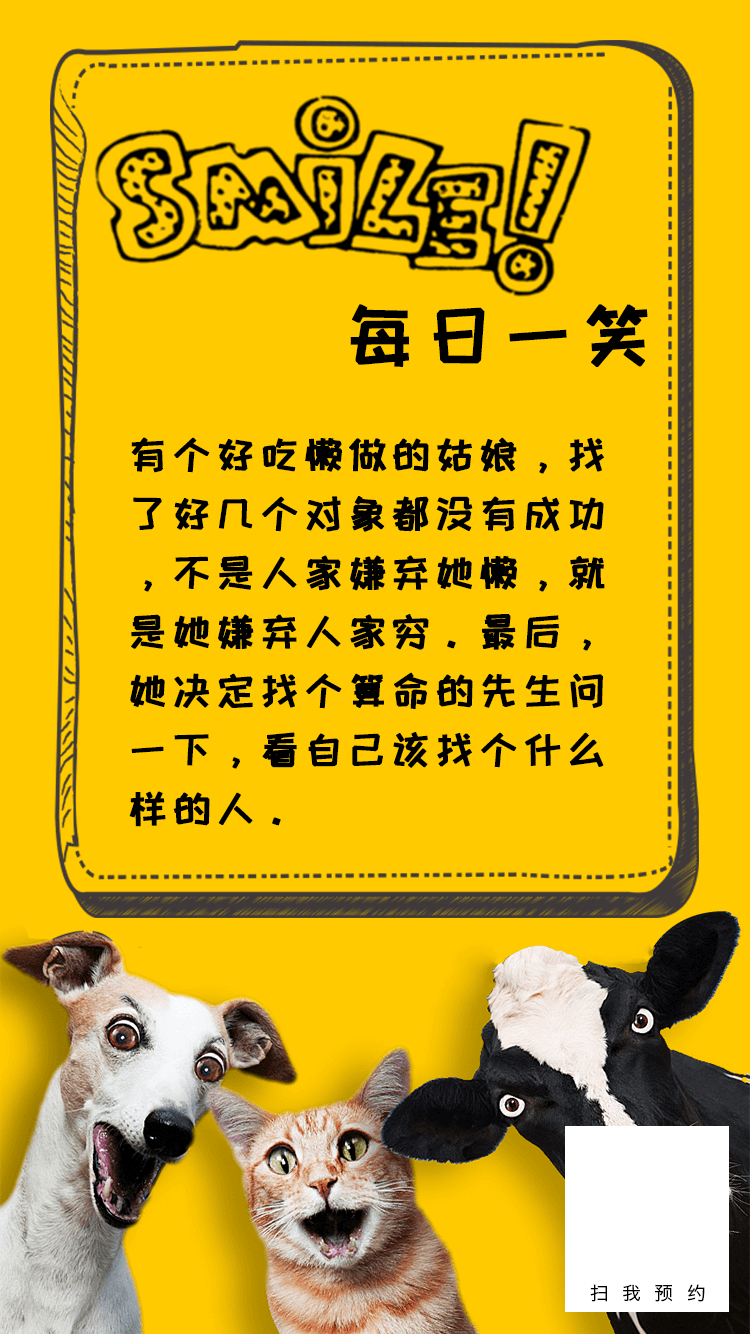 SMILE!
每日一笑
有个好吃懒做的姑娘，找
了好几个对象都没有成功
，不是人家嫌弃她懒，就
是她嫌弃人家穷。最后，
她决定找个算命的先生问
一下，看自己该找个什么
样的人。
扫我预约